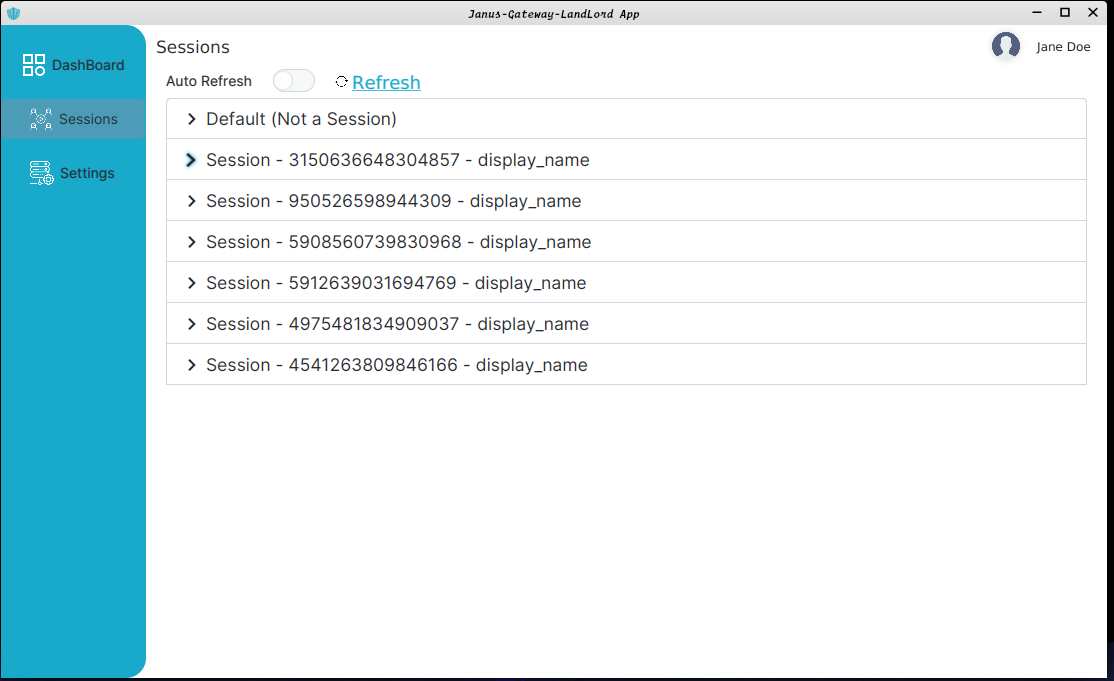 Janus-Gateway-LandLord App
DashBoard
Sessions
Settings
Sessions
Jane Doe
Auto Refresh
Refresh
Default (Not a Session)
Session - 3150636648304857 - display_name
Session - 950526598944309 - display_name
Session - 5908560739830968 - display_name
Session - 5912639031694769 - display_name
Session - 4975481834909037 - display_name
Session - 4541263809846166 - display_name